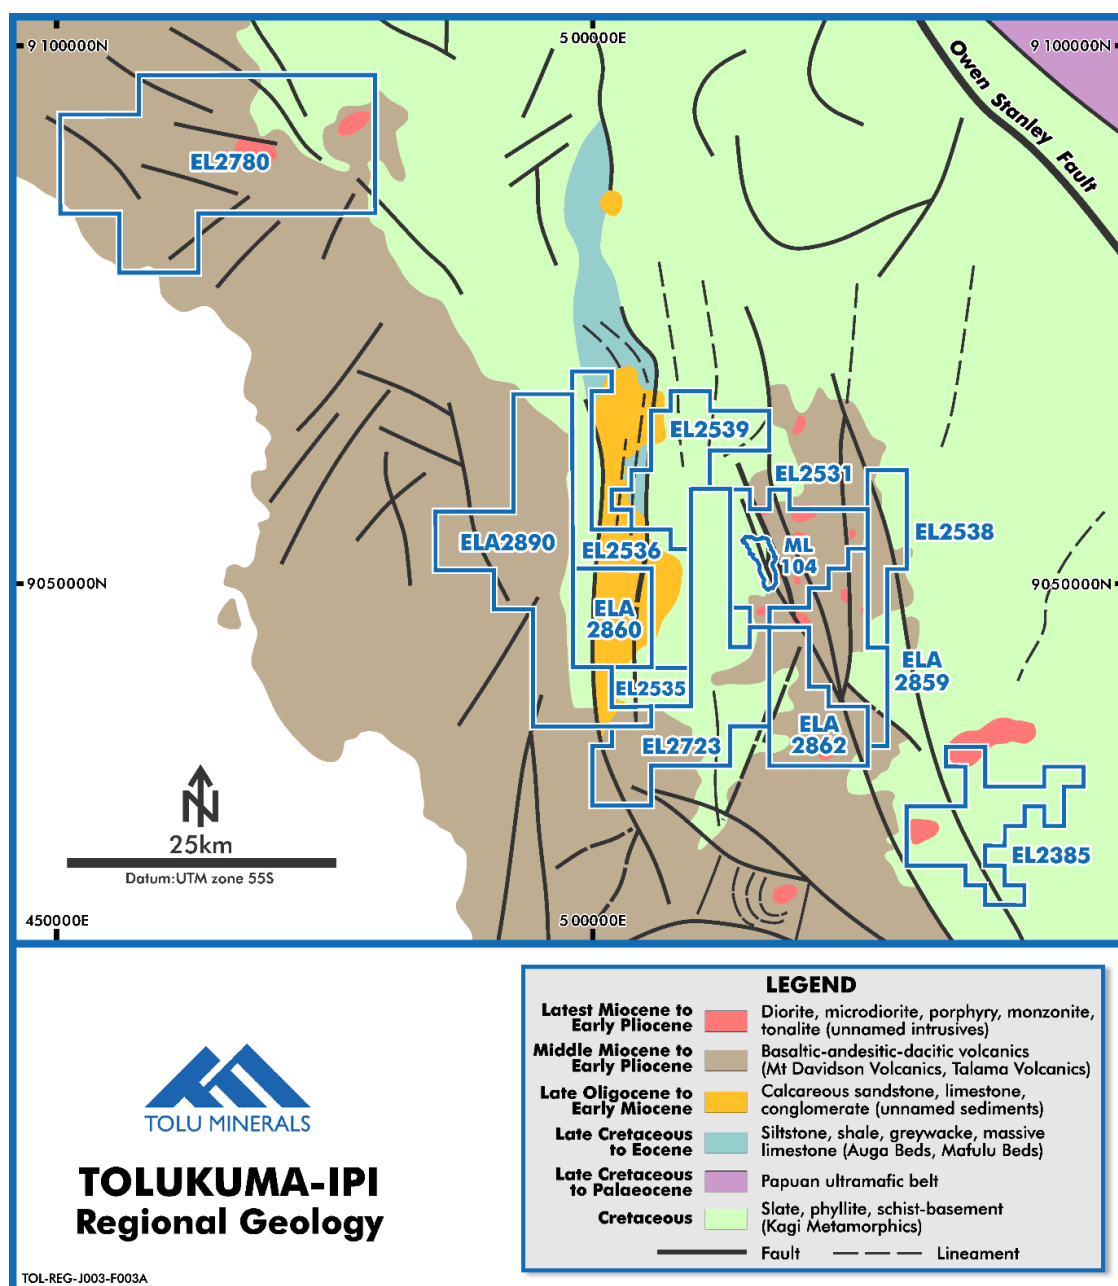 9 100000N
500000E
9 100000N
Owen Stanley Fault
EL2780
EL2539
EL2531
ELA2890
EL2536
ML
104
EL2538
9050000N
9050000N
ELA
2860
ELA
2859
EL2535
EL2723
ELA
2862
N
25km
Datum:UTM zone 55S
EL2385
450000E
500000E
LEGEND
Latest Miocene to
Early Pliocene
Diorite, microdiorite, porphyry, monzonite,
tonalite (unnamed intrusives)
Middle Miocene to
Early Pliocene
Basaltic-andesitic-dacitic volcanics
(Mt Davidson Volcanics, Talama Volcanics)
Late Oligocene to
Early Miocene
Calcareous sandstone, limestone,
conglomerate (unnamed sediments)
Late Cretaceous
to Eocene
Siltstone, shale, greywacke, massive
limestone (Auga Beds, Mafulu Beds)
Late Cretaceous
to Palaeocene
Papuan ultramafic belt
Cretaceous
Slate, phyllite, schist-basement
(Kagi Metamorphics)
Fault
Lineament
TOLU MINERALS
TOLUKUMA-IPI
Regional Geology
TOL-REG-J003-F003A